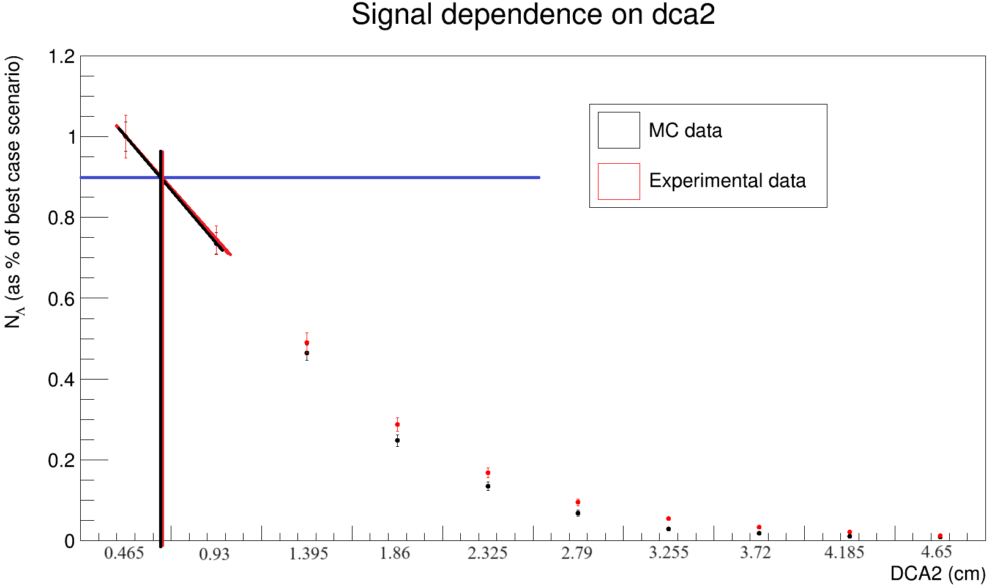 Signal dependence on dca2
N_Λ (as % of best case scenario)
1.2
1
0.8
0.6
0.4
0.2
0
MC data
Experimental data
0.465 0.93 1.395 1.86 2.325 2.79 3.255 3.72 4.185 4.65
DCA2 (cm)